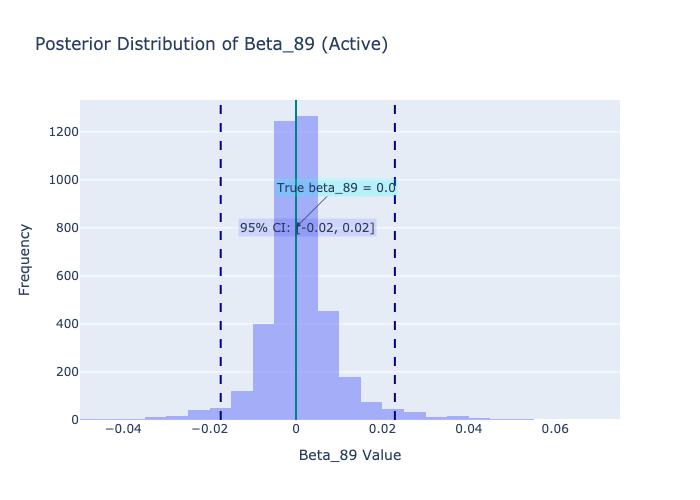 Posterior Distribution of Beta_89 (Active)
1200
1000
800
600
400
200
0
True beta_89 = 0.0
95% CI: [-0.02, 0.02]
−0.04
−0.02
0
0.02
0.04
0.06
Beta_89 Value
Frequency